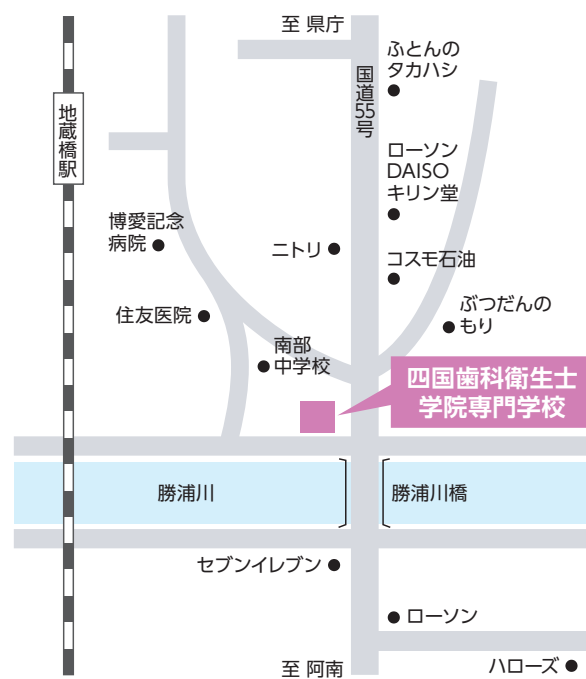 至 県庁
ふとんの
タカハシ
国道55号
地蔵橋駅
ローソン
DAISO
キリン堂
博愛記念
病院
ニトリ
コスモ石油
住友医院
ぶつだんの
もり
南部
中学校
四国歯科衛生士
学院専門学校
勝浦川
勝浦川橋
セブンイレブン
ローソン
至 阿南
ハローズ